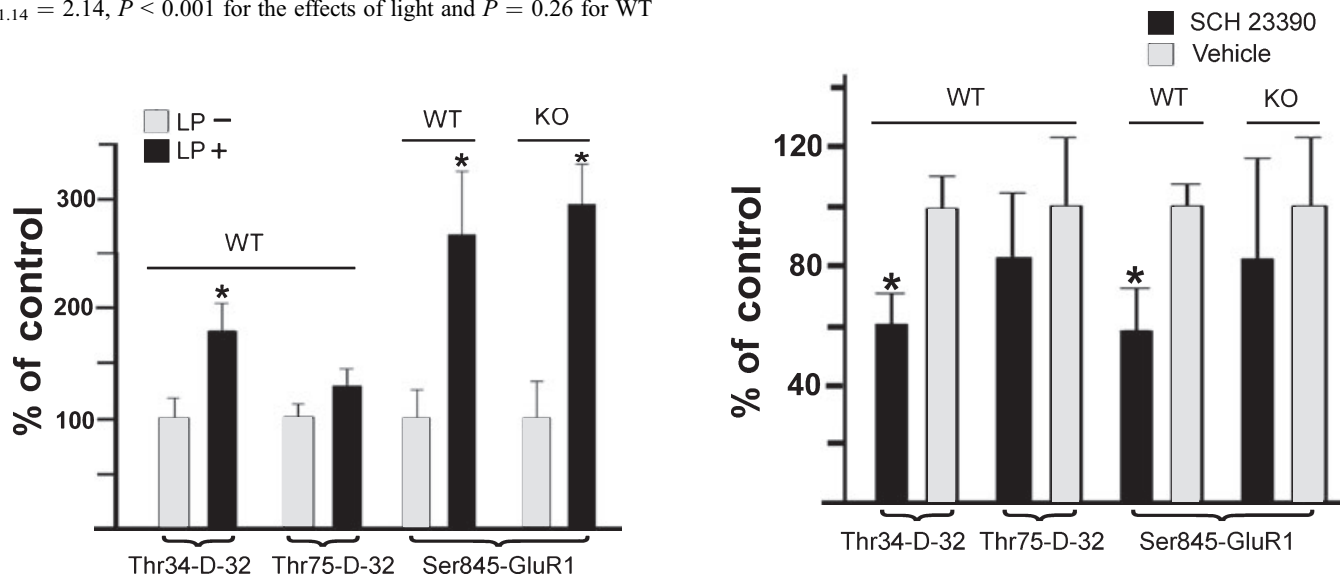 1.14 = 2.14, P < 0.001 for the effects of light and P = 0.26 for WT
LP −
LP +
WT
WT
KO
*
*
*
% of control
300
200
100
Thr34-D-32
Thr75-D-32
Ser845-GluR1
SCH 23390
Vehicle
WT
WT
KO
*
*
% of control
120
80
40
Thr34-D-32
Thr75-D-32
Ser845-GluR1